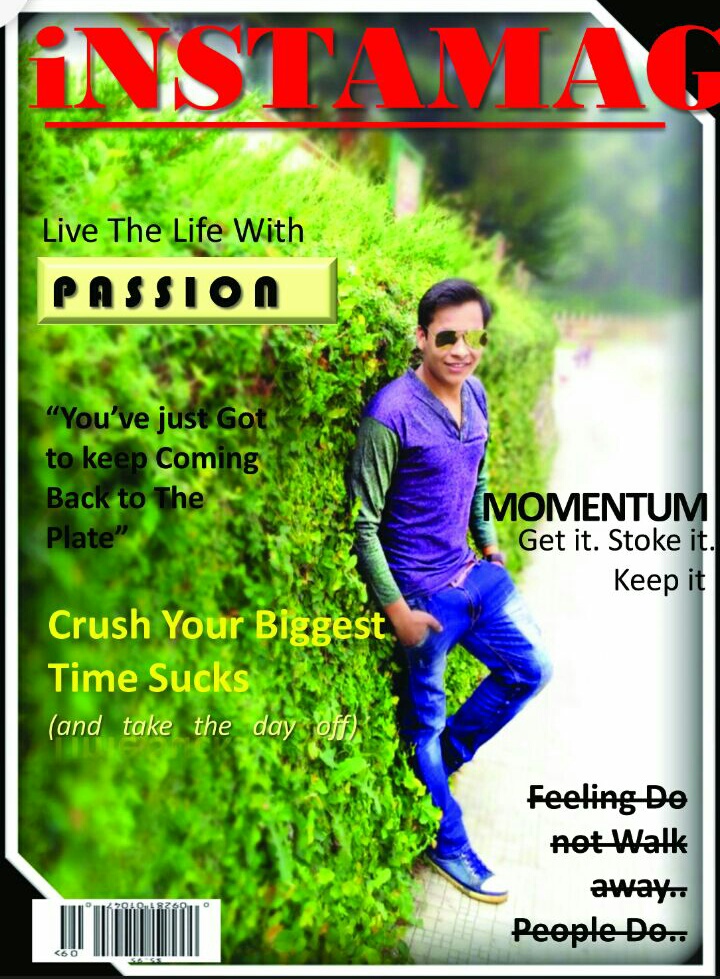 iNSTAMAG
Live The Life With
PASSION
“You’ve just Got
to keep Coming
Back to The
Plate”
MOMENTUM
Get it. Stoke it.
Keep it
Crush Your Biggest
Time Sucks
(and take the day off)
Feeling Do
not Walk
away..
People Do..